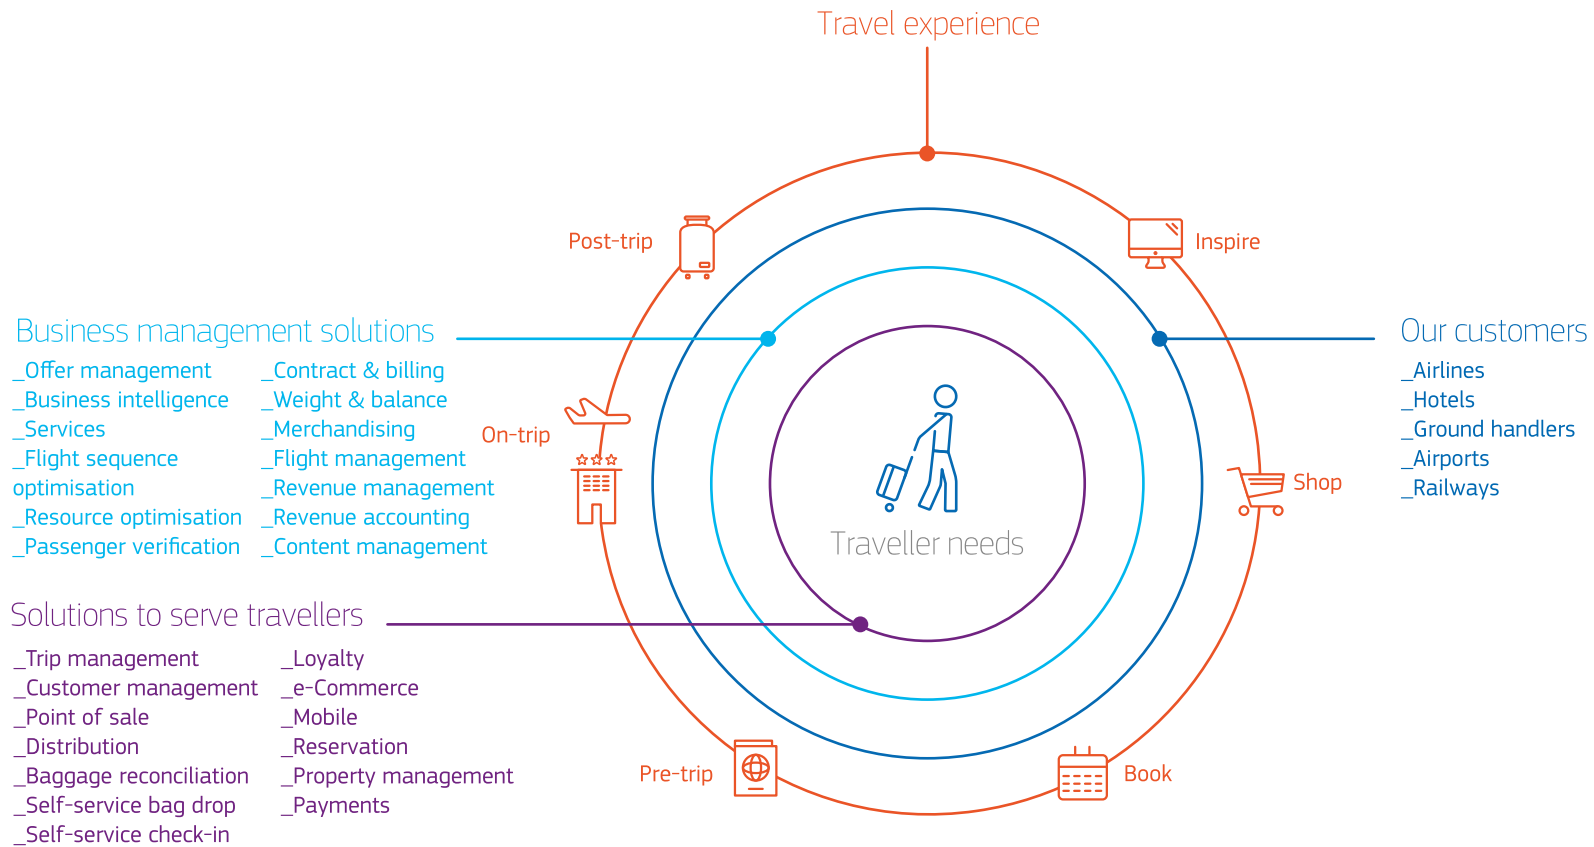 Travel experience
Post-trip
Inspire
Business management solutions
_Offer management
_Business intelligence
_Services
_Flight sequence
optimisation
_Resource optimisation
_Passenger verification
_Contract & billing
_Weight & balance
_Merchandising
_Flight management
_Revenue management
_Revenue accounting
_Content management
On-trip
Our customers
_Airlines
_Hotels
_Ground handlers
_Airports
_Railways
Shop
Traveller needs
Solutions to serve travellers
_Trip management
_Customer management
_Point of sale
_Distribution
_Baggage reconciliation
_Self-service bag drop
_Self-service check-in
_Loyalty
_e-Commerce
_Mobile
_Reservation
_Property management
_Payments
Pre-trip
Book